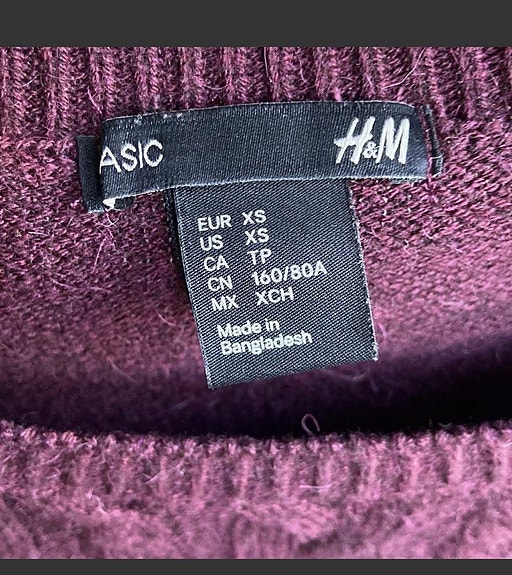 ASIC
H&M
EUR XS
US XS
CA TP
CN 160/80A
MX XCH
Made in
Bangladesh